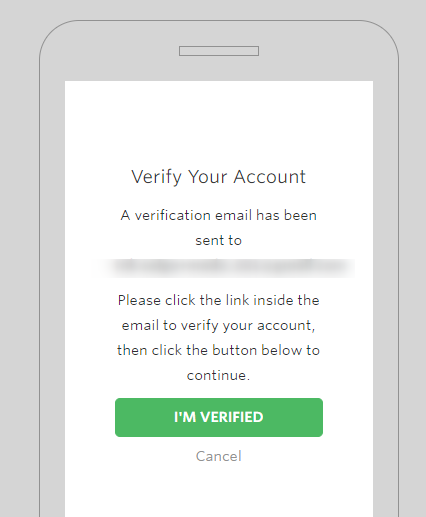 Verify Your Account
A verification email has been
sent to
Please click the link inside the
email to verify your account,
then click the button below to
continue.
I'M VERIFIED
Cancel